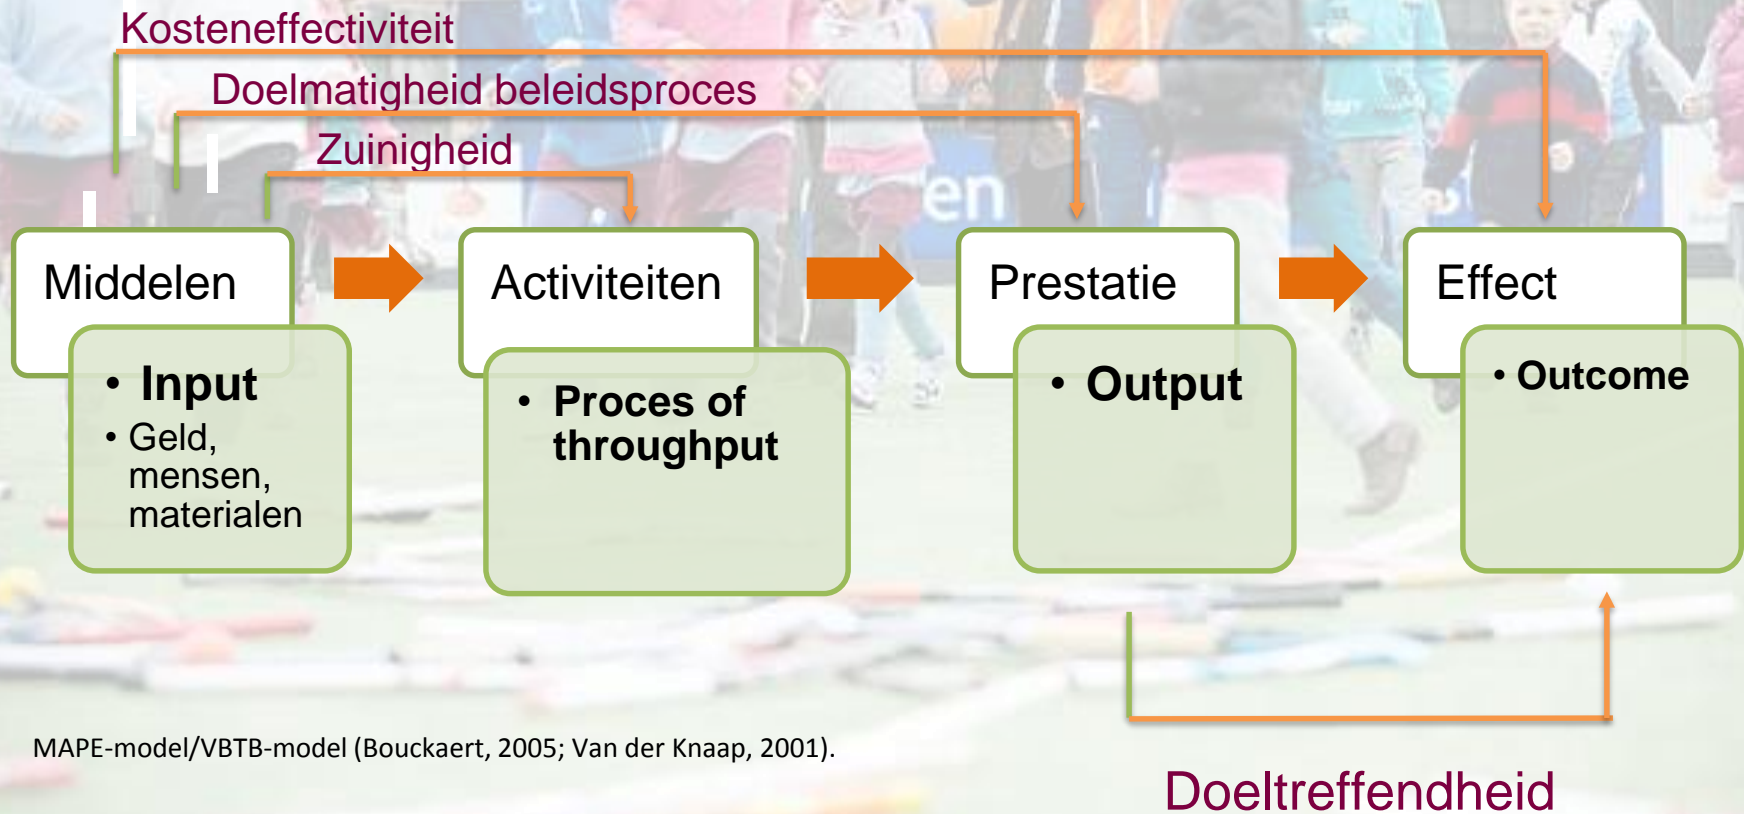 Kosteneffectiviteit
Doelmatigheid beleidsproces
Zuinigheid
en
Middelen
Activiteiten
Prestatie
Effect
• Input
• Geld,
mensen,
materialen
• Proces of
throughput
• Output
• Outcome
MAPE-model/VBTB-model (Bouckaert, 2005; Van der Knaap, 2001).
Doeltreffendheid